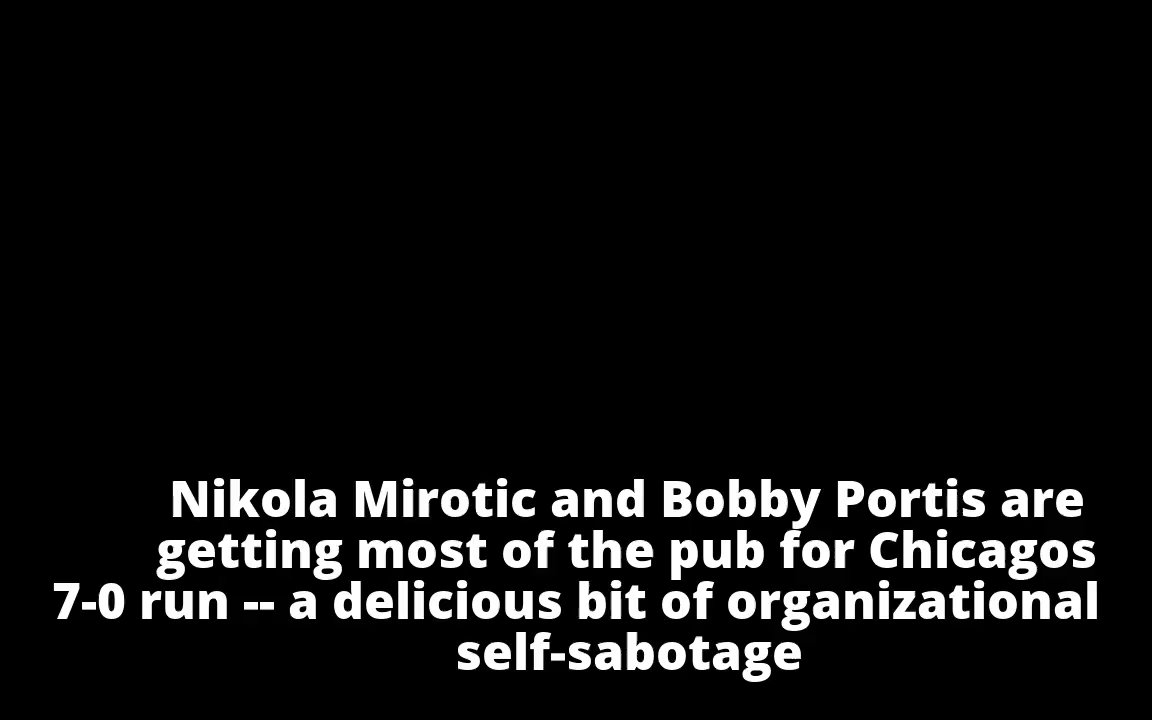 Nikola Mirotic and Bobby Portis are
getting most of the pub for Chicagos
7-0 run -- a delicious bit of organizational
self-sabotage